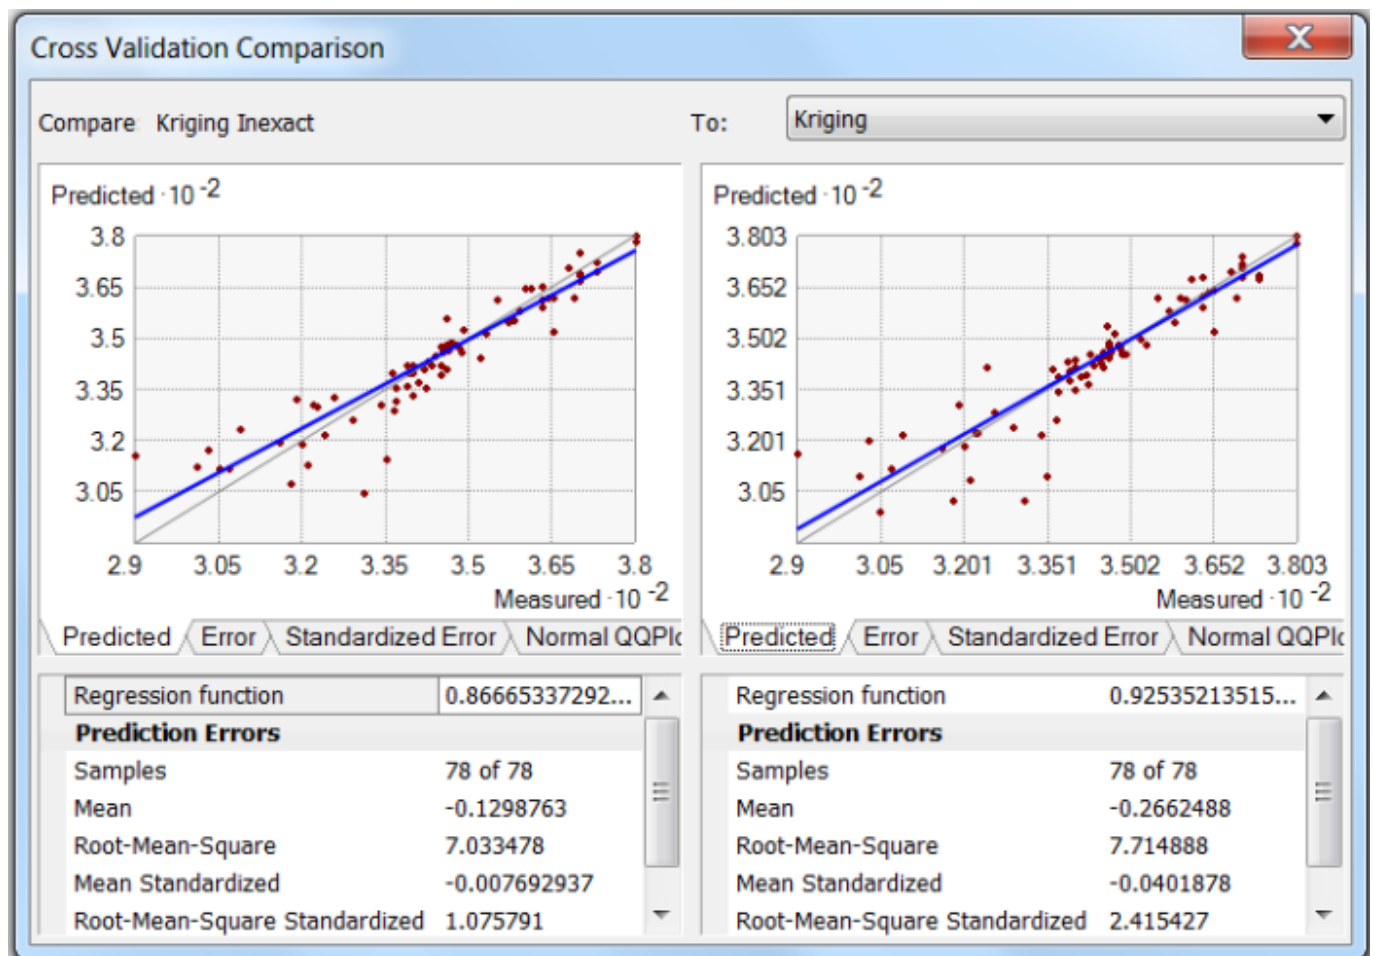 Cross Validation Comparison
X
Compare Kriging Inexact
To: Kriging
Predicted · 10 -2
3.8
3.65
3.5
3.35
3.2
3.05
2.9 3.05 3.2 3.35 3.5 3.65 3.8
Measured · 10 -2
Predicted Error Standardized Error Normal QQPlo
Regression function 0.86665337292...
Prediction Errors
Samples 78 of 78
Mean -0.1298763
Root-Mean-Square 7.033478
Mean Standardized -0.007692937
Root-Mean-Square Standardized 1.075791
Predicted · 10 -2
3.803
3.652
3.502
3.351
3.201
3.05
2.9 3.05 3.201 3.351 3.502 3.652 3.803
Measured · 10 -2
Predicted Error Standardized Error Normal QQPlo
Regression function 0.92535213515...
Prediction Errors
Samples 78 of 78
Mean -0.2662488
Root-Mean-Square 7.714888
Mean Standardized -0.0401878
Root-Mean-Square Standardized 2.415427